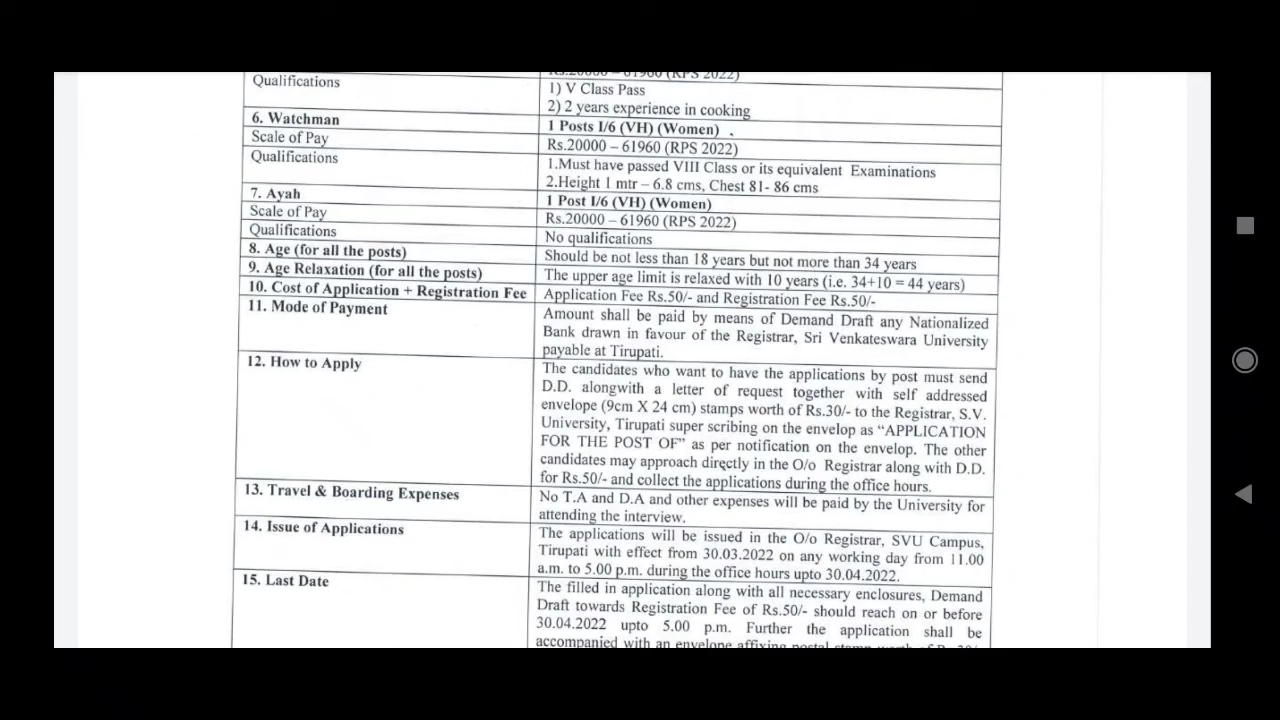 Rs.20000 – 61960 (RPS 2022)
Qualifications
1) V Class Pass
2) 2 years experience in cooking
6. Watchman
1 Posts I/6 (VH) (Women) .
Scale of Pay
Rs.20000 – 61960 (RPS 2022)
Qualifications
1.Must have passed VIII Class or its equivalent Examinations
2.Height 1 mtr – 6.8 cms, Chest 81- 86 cms
7. Ayah
1 Post I/6 (VH) (Women)
Scale of Pay
Rs.20000 – 61960 (RPS 2022)
Qualifications
No qualifications
8. Age (for all the posts)
Should be not less than 18 years but not more than 34 years
9. Age Relaxation (for all the posts)
The upper age limit is relaxed with 10 years (i.e. 34+10 = 44 years)
10. Cost of Application + Registration Fee
Application Fee Rs.50/- and Registration Fee Rs.50/-
11. Mode of Payment
Amount shall be paid by means of Demand Draft any Nationalized
Bank drawn in favour of the Registrar, Sri Venkateswara University
payable at Tirupati.
12. How to Apply
The candidates who want to have the applications by post must send
D.D. alongwith a letter of request together with self addressed
envelope (9cm X 24 cm) stamps worth of Rs.30/- to the Registrar, S.V.
University, Tirupati super scribing on the envelop as “APPLICATION
FOR THE POST OF” as per notification on the envelop. The other
candidates may approach directly in the O/o Registrar along with D.D.
for Rs.50/- and collect the applications during the office hours.
13. Travel & Boarding Expenses
No T.A and D.A and other expenses will be paid by the University for
attending the interview.
14. Issue of Applications
The applications will be issued in the O/o Registrar, SVU Campus,
Tirupati with effect from 30.03.2022 on any working day from 11.00
a.m. to 5.00 p.m. during the office hours upto 30.04.2022.
15. Last Date
The filled in application along with all necessary enclosures, Demand
Draft towards Registration Fee of Rs.50/- should reach on or before
30.04.2022 upto 5.00 p.m. Further the application shall be
accompanied with an envelope affixing postal stamp worth of Rs.30/-